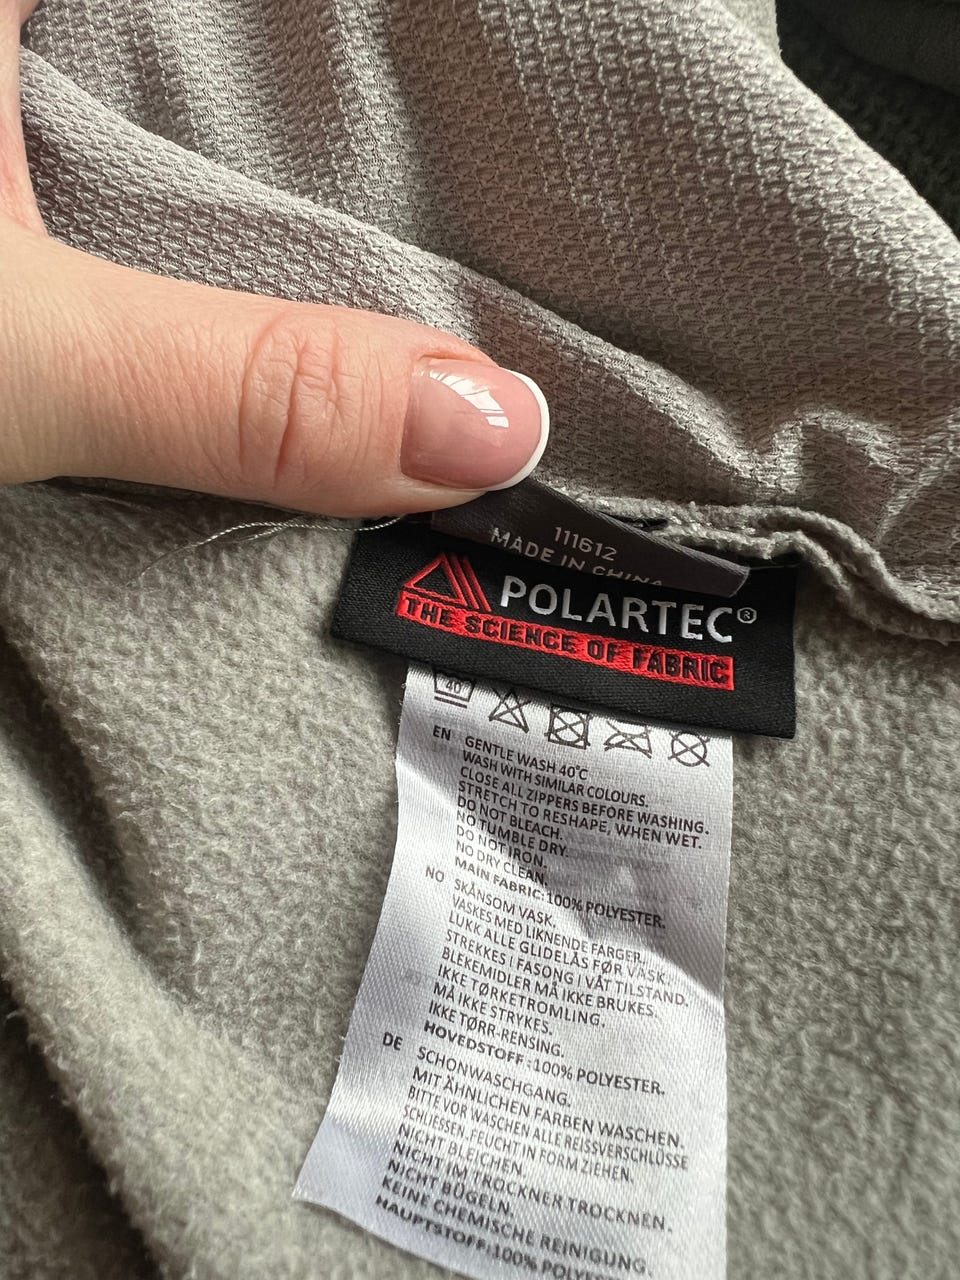 111612
MADE IN CHINA
POLARTEC®
THE SCIENCE OF FABRIC
40
EN GENTLE WASH 40°C
WASH WITH SIMILAR COLOURS.
CLOSE ALL ZIPPERS BEFORE WASHING.
STRETCH TO RESHAPE, WHEN WET.
DO NOT BLEACH.
NO TUMBLE DRY.
DO NOT IRON.
NO DRY CLEAN.
MAIN FABRIC:100% POLYESTER.
NO SKÅNSOM VASK.
VASKES MED LIKNENDE FARGER.
LUKK ALLE GLIDELÅS FØR VASK.
STREKKES I FASONG I VÅT TILSTAND.
BLEKEMIDLER MÅ IKKE BRUKES.
IKKE TØRKETROMLING.
MÅ IKKE STRYKES.
IKKE TØRR-RENSING.
HOVEDSTOFF:100% POLYESTER.
DE SCHONWASCHGANG.
MIT ÄHNLICHEN FARBEN WASCHEN.
BITTE VOR WASCHEN ALLE REISSVERSCHLÜSSE
SCHLIESSEN, FEUCHT IN FORM ZIEHEN.
NICHT BLEICHEN.
NICHT IM TROCKNER TROCKNEN.
NICHT BÜGELN.
KEINE CHEMISCHE REINIGUNG.
HAUPTSTOFF:100% POLYESTER